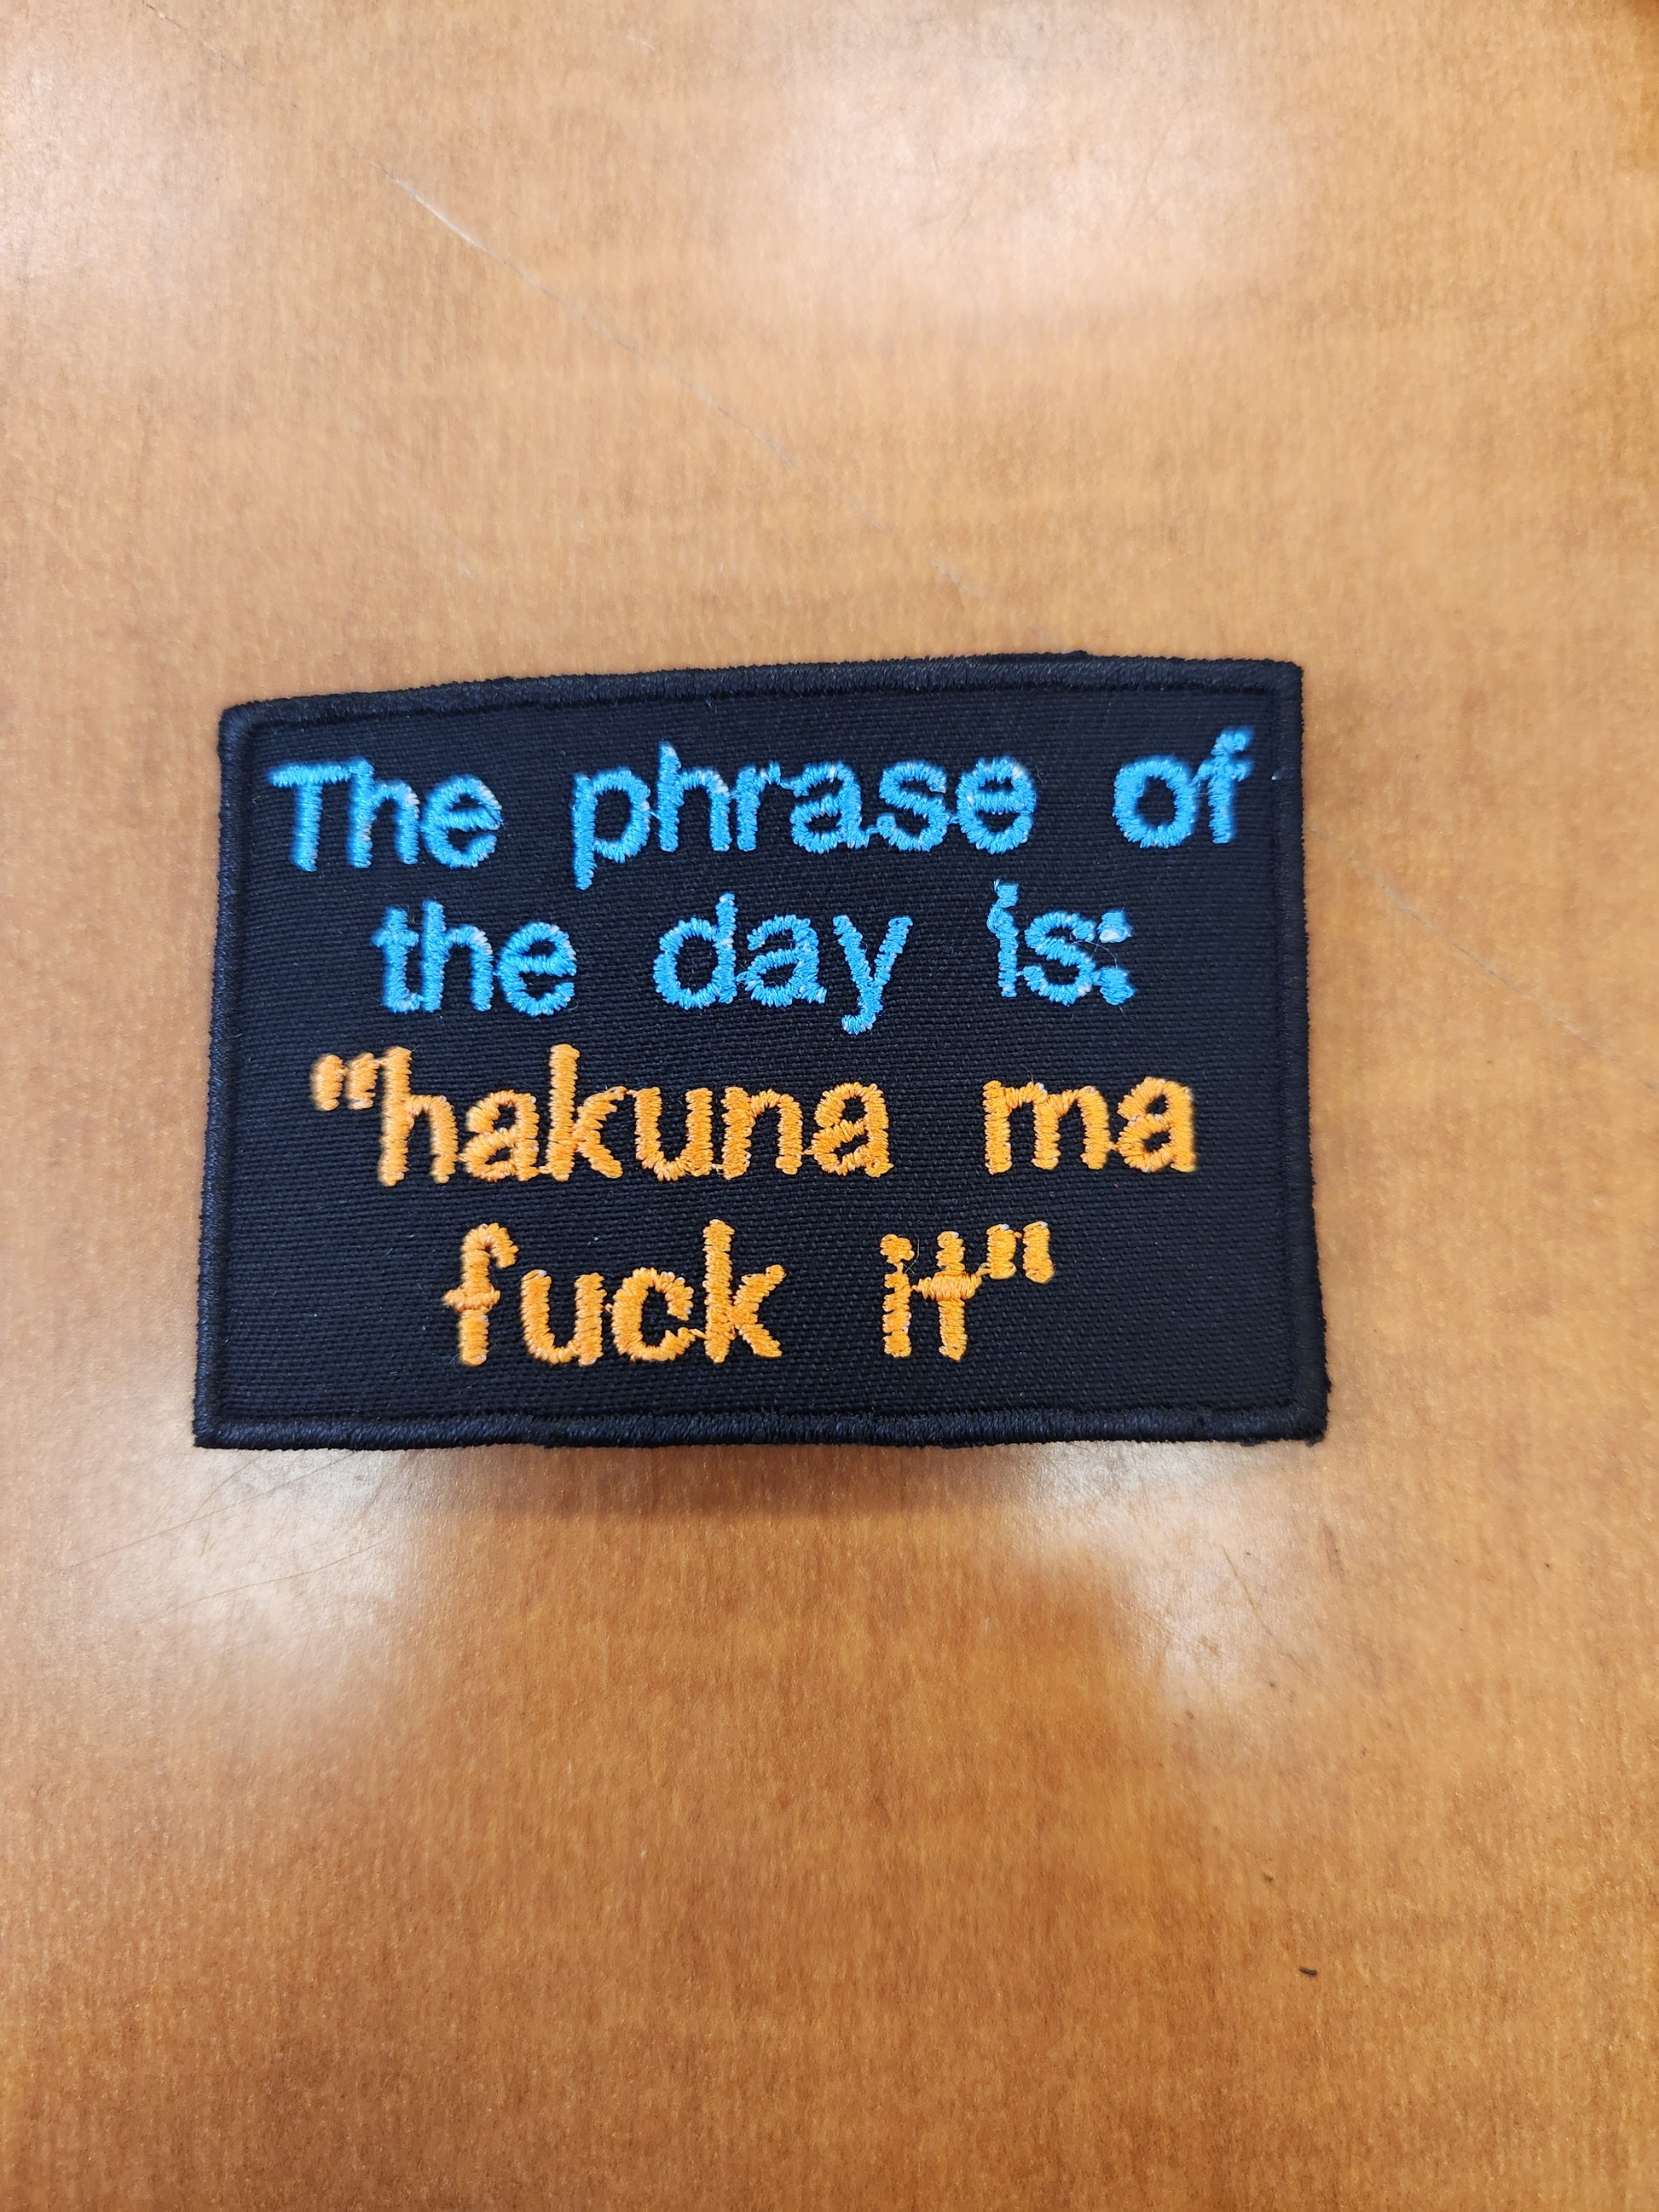 The phrase of
the day is:
"hakuna ma
fuck it"